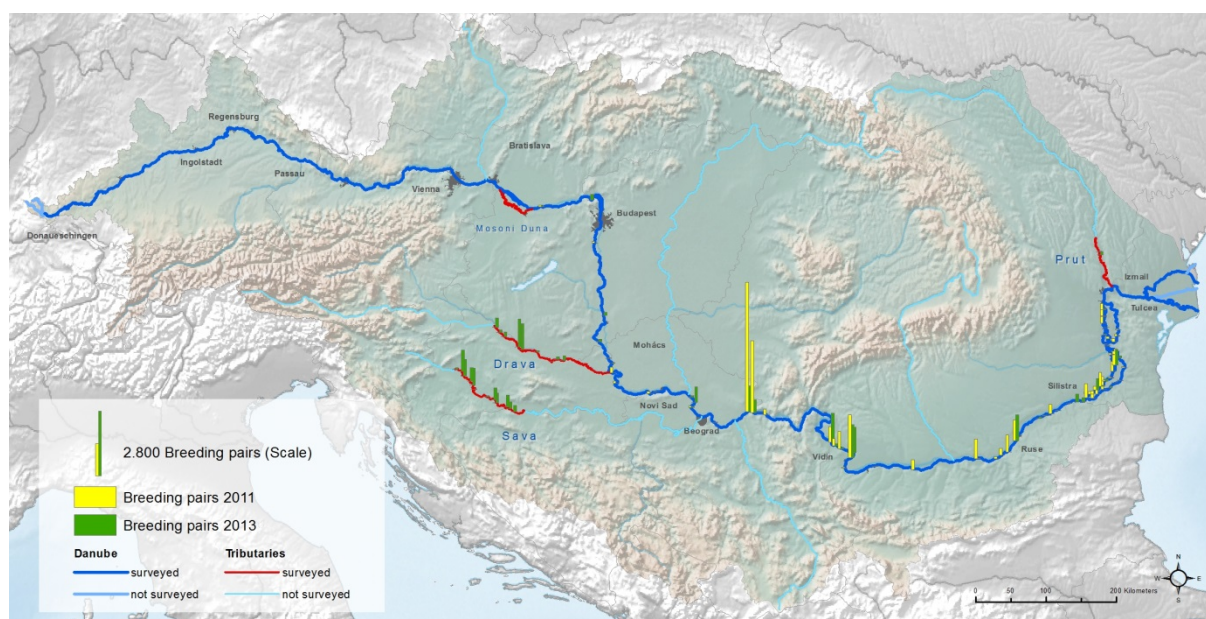 Regensburg
Ingolstadt
Passau
Donaueschingen
Vienna
Bratislava
Mosoni Duna
Budapest
Mohács
Drava
Sava
Novi Sad
Beograd
Vidin
Ruse
Silistra
Prut
Izmail
Tulcea
2.800 Breeding pairs (Scale)
Breeding pairs 2011
Breeding pairs 2013
Danube Tributaries
surveyed surveyed
not surveyed not surveyed
N
W E
S
0 50 100 200 Kilometers